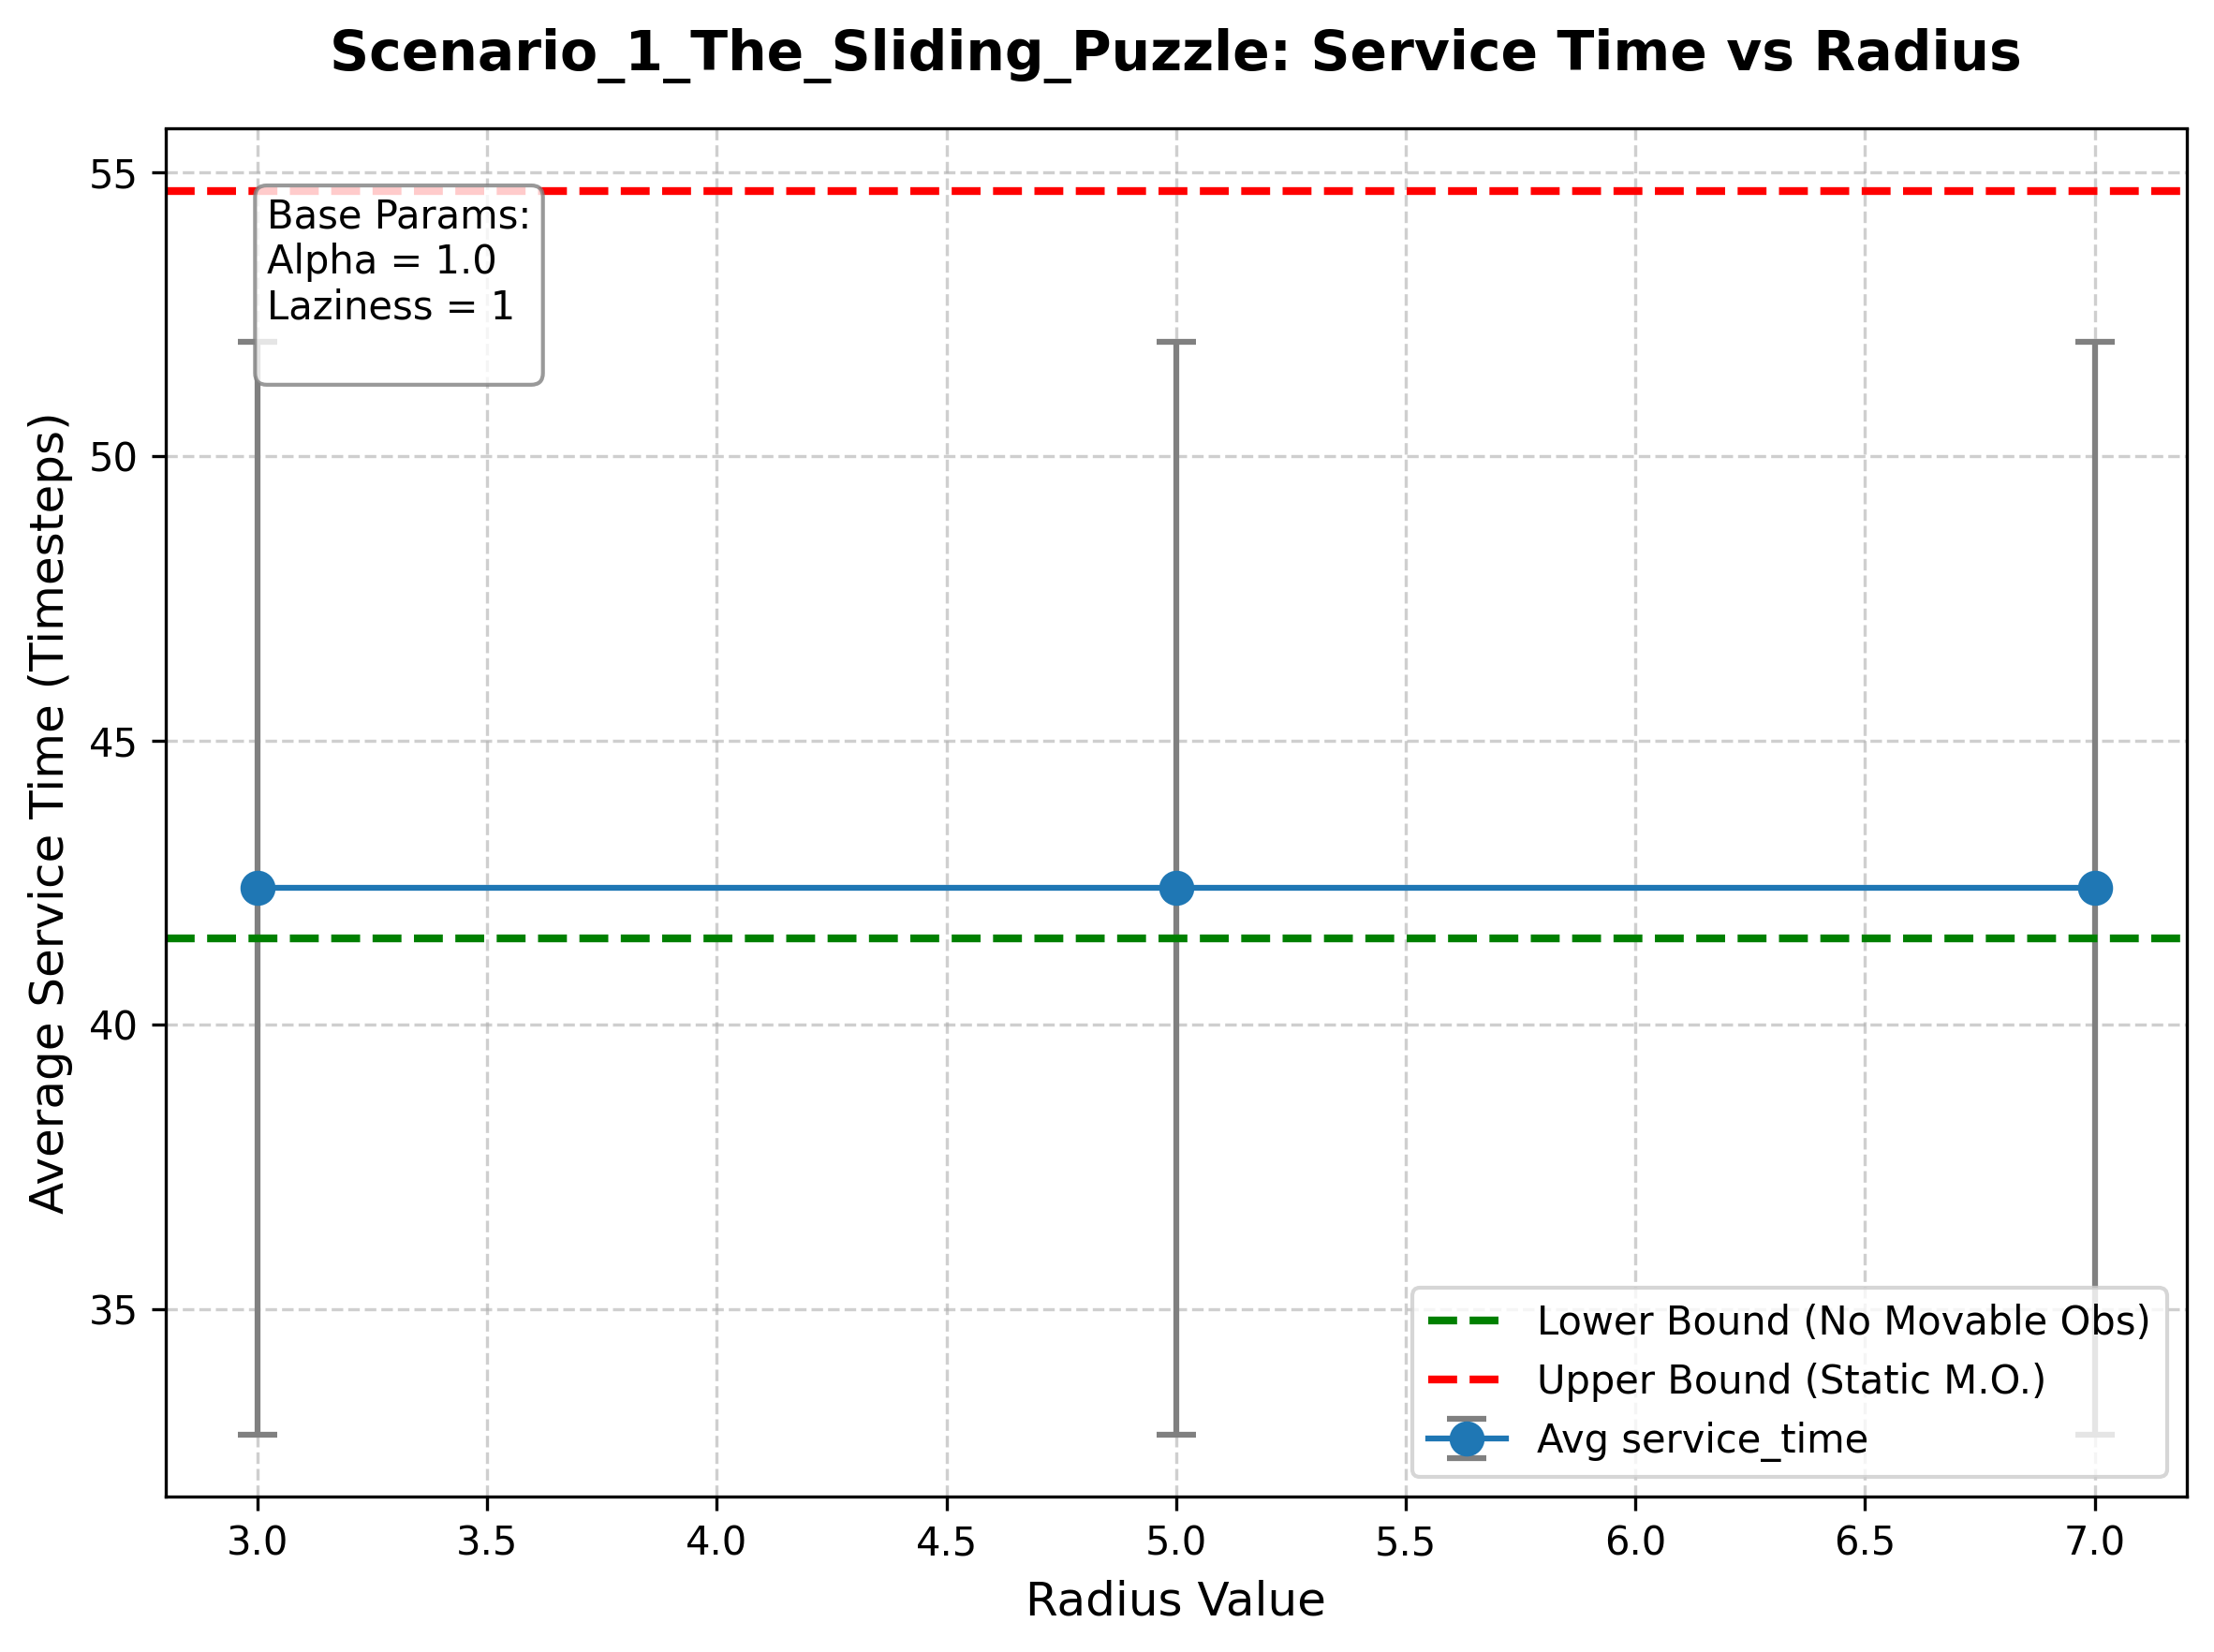 Scenario_1_The_Sliding_Puzzle: Service Time vs Radius
Average Service Time (Timesteps)
55
50
45
40
35
Base Params:
Alpha = 1.0
Laziness = 1
Lower Bound (No Movable Obs)
Upper Bound (Static M.O.)
Avg service_time
3.0 3.5 4.0 4.5 5.0 5.5 6.0 6.5 7.0
Radius Value